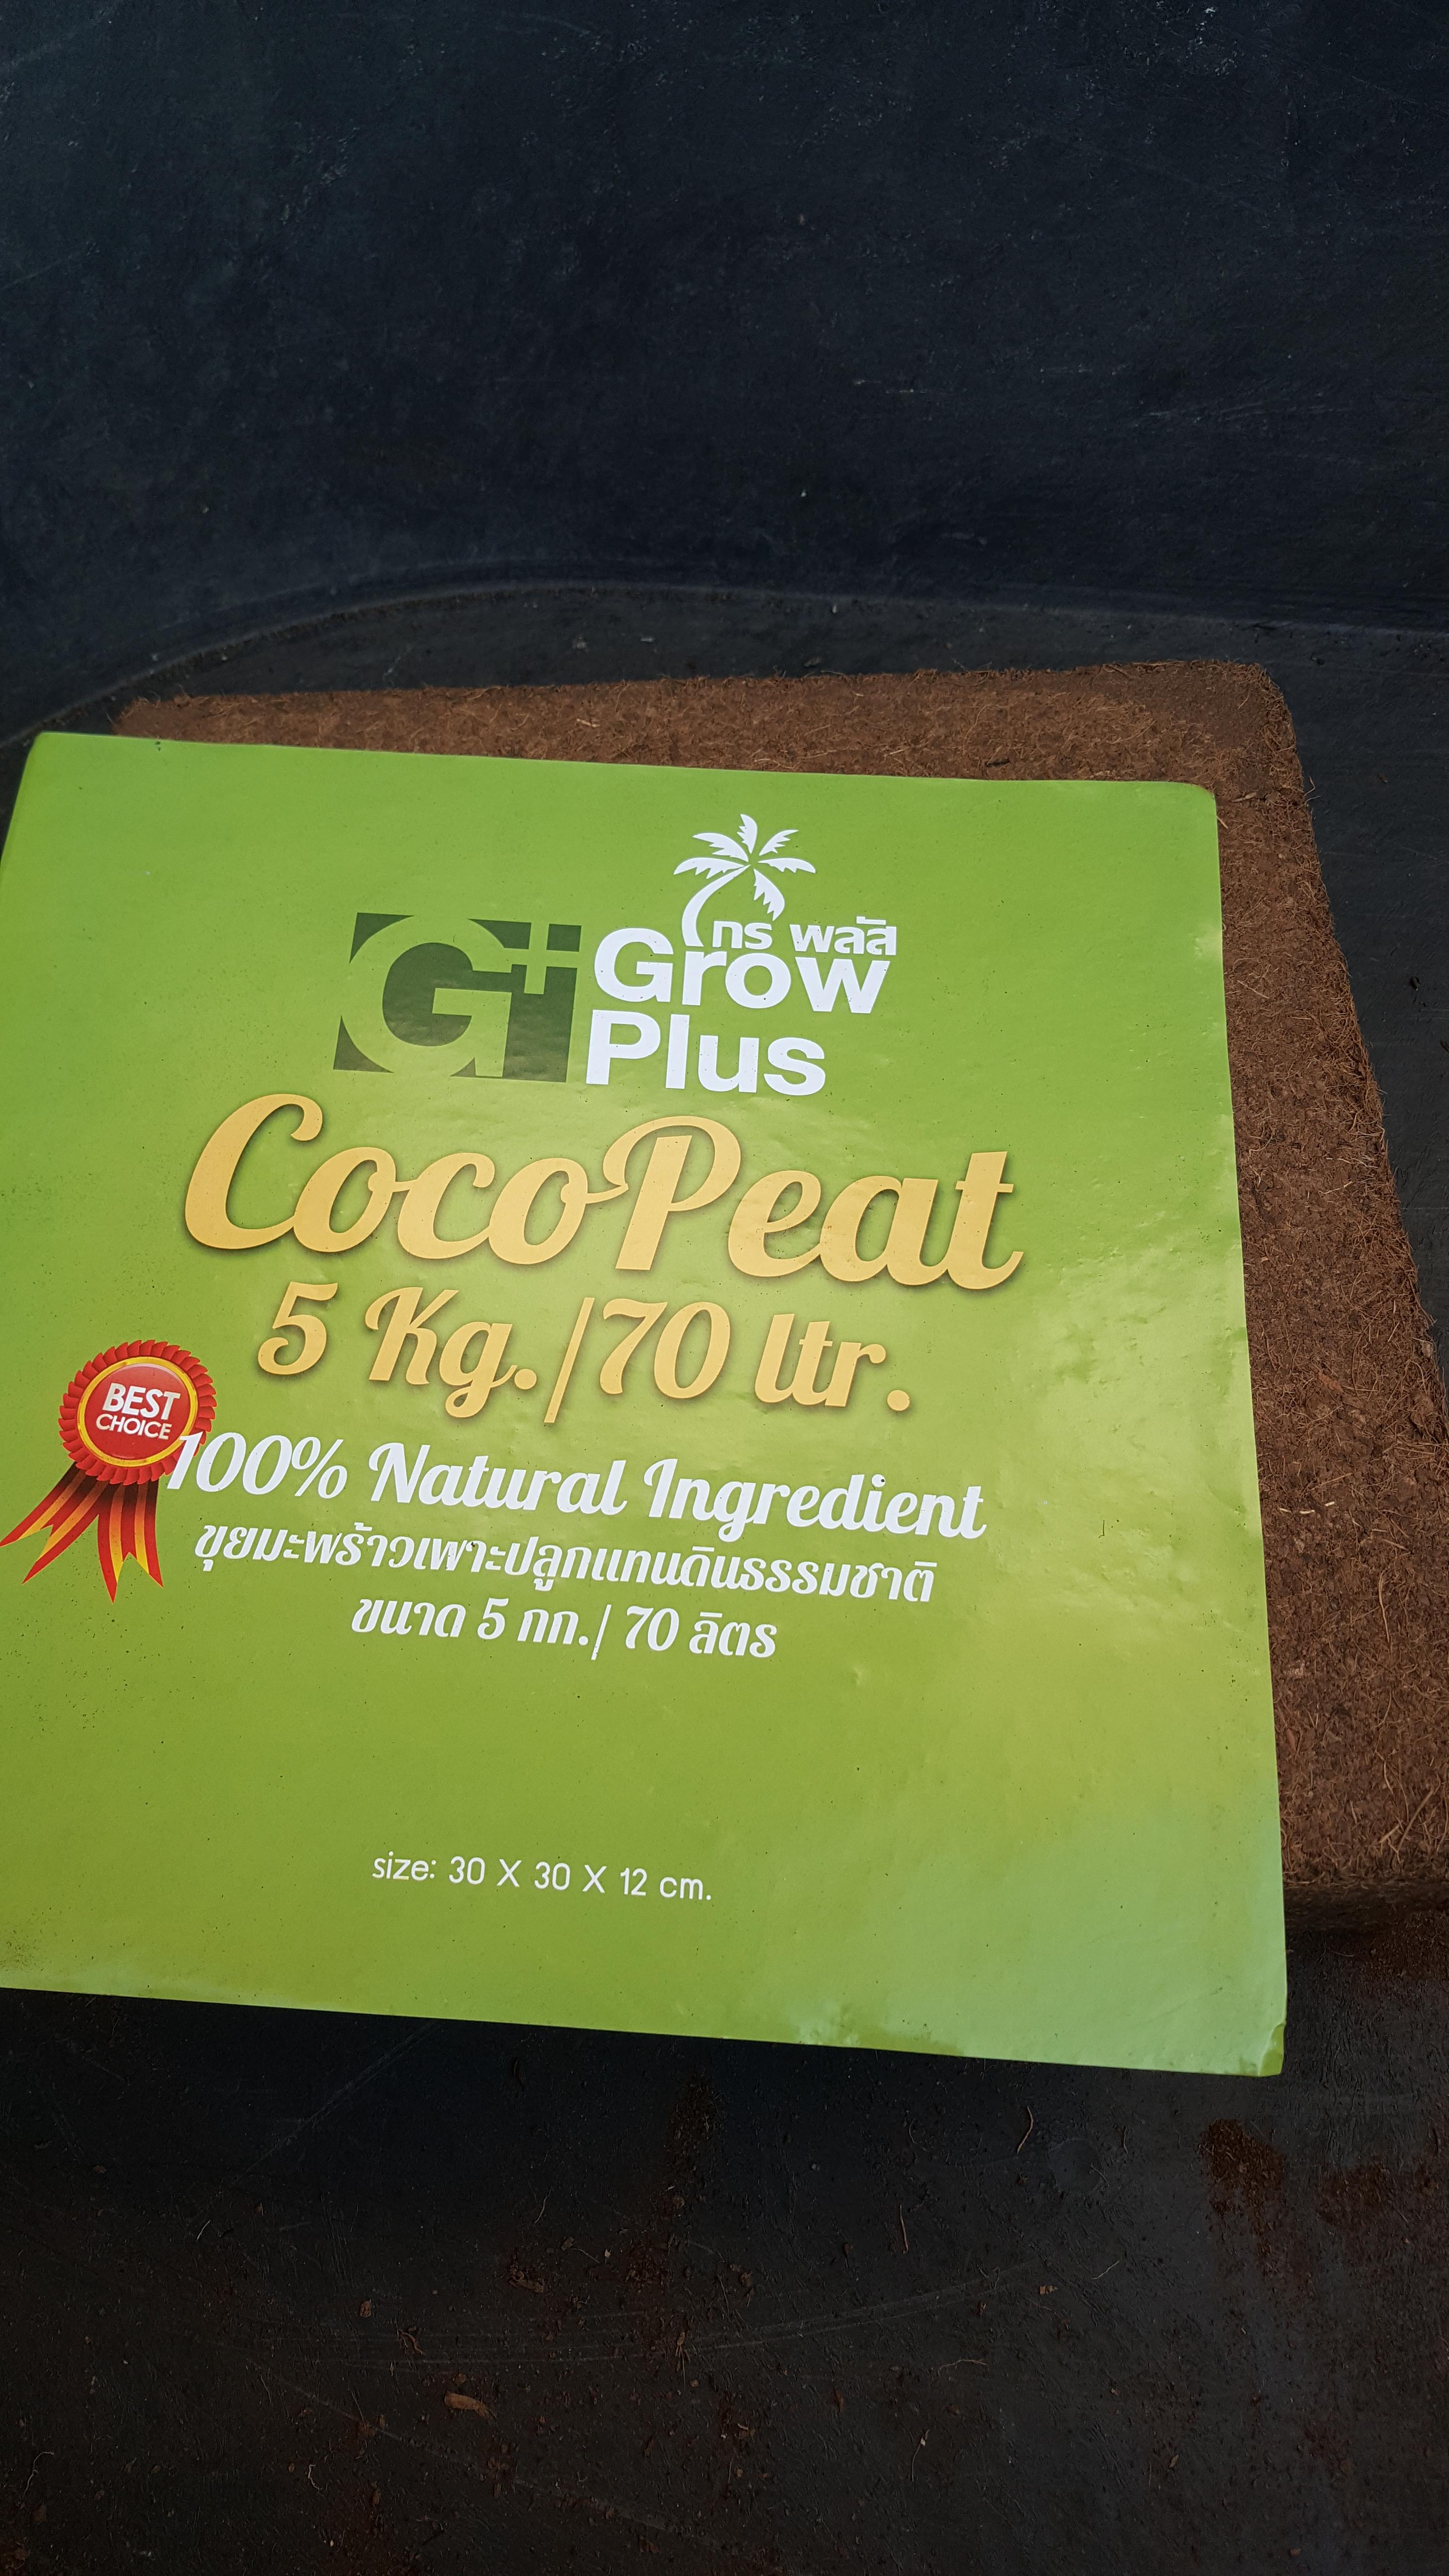 กร พลัส
Gi Grow
Plus
CocoPeat
5 Kg./70 ltr.
BEST
CHOICE
100% Natural Ingredient
ขุยมะพร้าวเพาะปลูกแทนดินธรรมชาติ
ขนาด 5 กก./ 70 ลิตร
size: 30 X 30 X 12 cm.